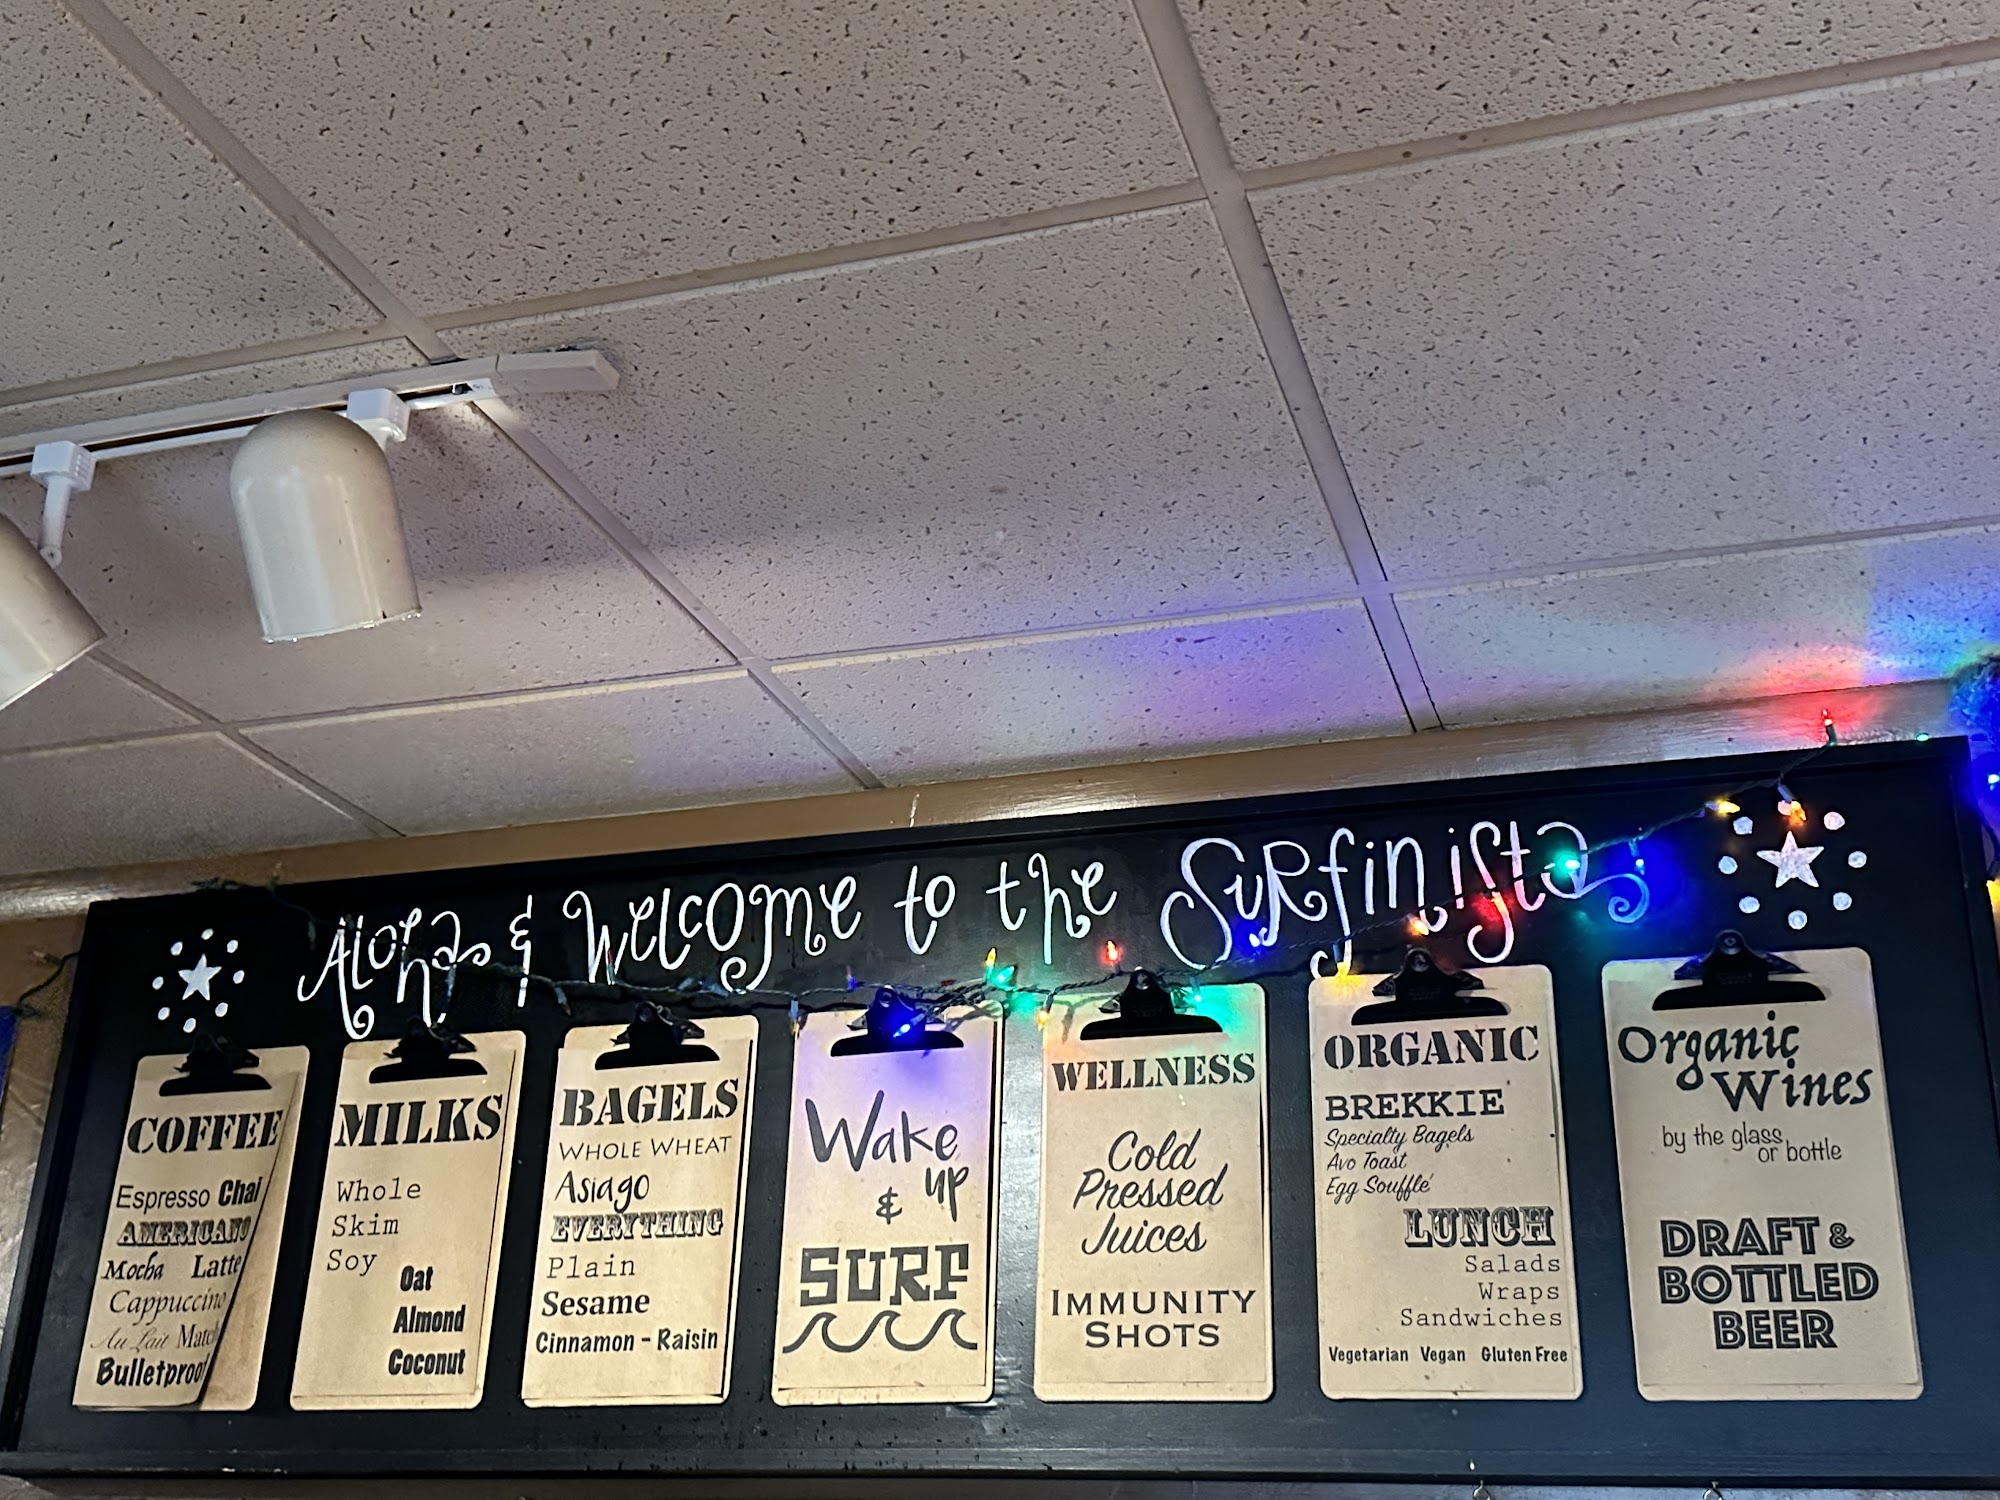 Aloha & Welcome to the Surfinista
COFFEE
Espresso Chai
AMERICANO
Mocha Latte
Cappuccino
Au Lait
Bulletproof
MILKS
Whole
Skim
Soy
Oat
Almond
Coconut
BAGELS
WHOLE WHEAT
Asiago
EVERYTHING
Plain
Sesame
Cinnamon - Raisin
Wake
up
&
SURF
WELLNESS
Cold
Pressed
Juices
IMMUNITY
SHOTS
ORGANIC
BREKKIE
Specialty Bagels
Avo Toast
Egg Soufflé
LUNCH
Salads
Wraps
Sandwiches
Vegetarian Vegan Gluten Free
Organic
Wines
by the glass
or bottle
DRAFT &
BOTTLED
BEER